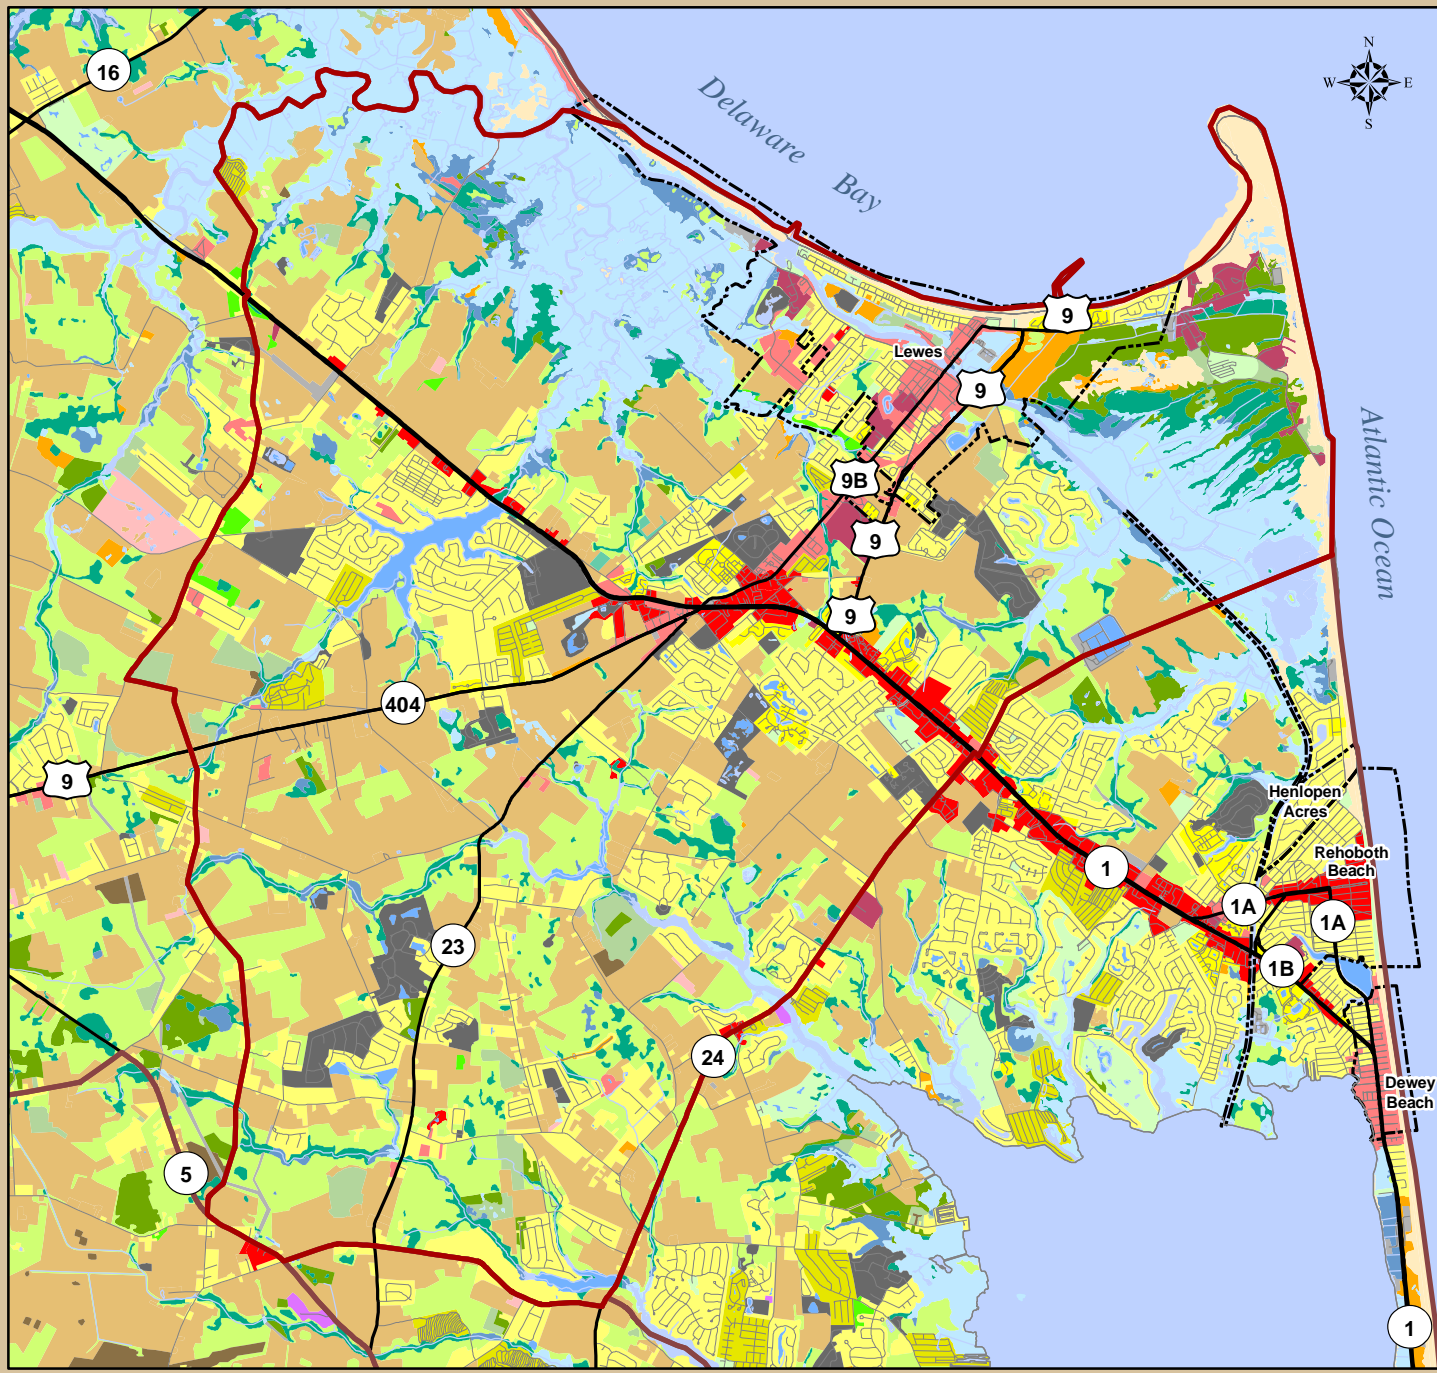 N
W
E
S
16
Delaware
Bay
9
Lewes
9
Atlantic Ocean
9B
9
9
404
9
Henlopen
Acres
Rehoboth
Beach
1
1A
1A
23
1B
24
Dewey
Beach
5
1